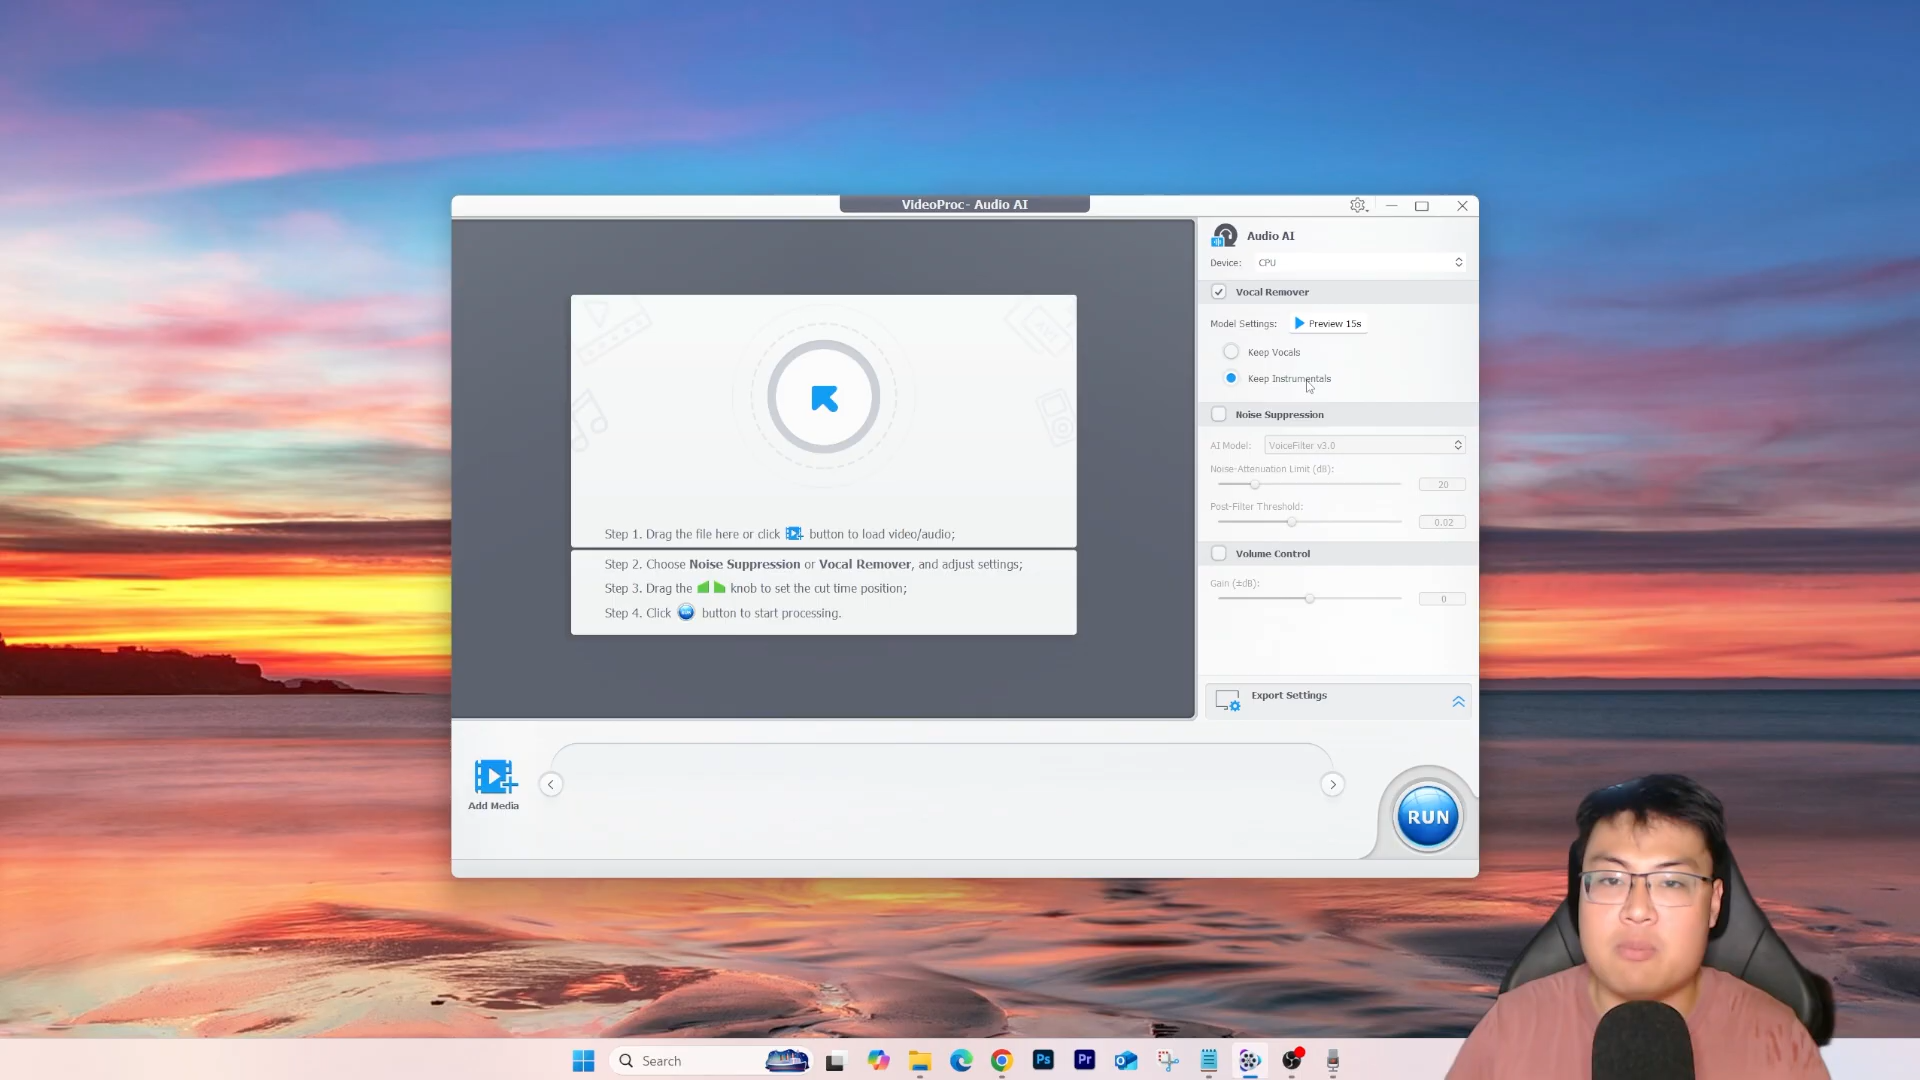 VideoProc - Audio AI
Audio AI
Device: CPU
Vocal Remover
Model Settings: Preview 15s
Keep Vocals
Keep Instrumentals
Noise Suppression
AI Model: VoiceFilter v3.0
Noise-Attenuation Limit (dB):
20
Post-Filter Threshold:
0.02
Volume Control
Gain (±dB):
0
Export Settings
AVI
Step 1. Drag the file here or click button to load video/audio;
Step 2. Choose Noise Suppression or Vocal Remover, and adjust settings;
Step 3. Drag the knob to set the cut time position;
Step 4. Click RUN button to start processing.
Add Media
RUN
Search
Ps
Pr